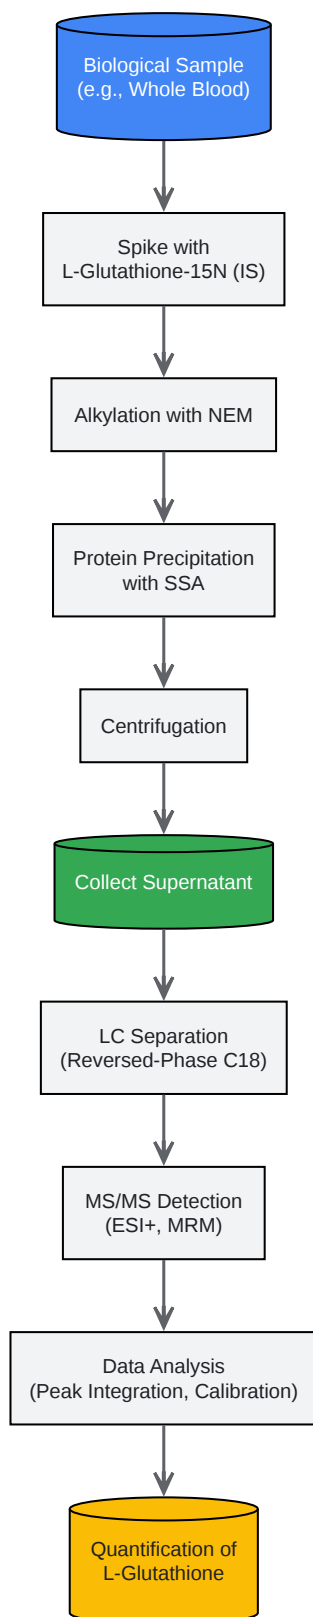 Biological Sample
(e.g., Whole Blood)
Spike with
L-Glutathione-15N (IS)
Alkylation with NEM
Protein Precipitation
with SSA
Centrifugation
Collect Supernatant
LC Separation
(Reversed-Phase C18)
MS/MS Detection
(ESI+, MRM)
Data Analysis
(Peak Integration, Calibration)
Quantification of
L-Glutathione